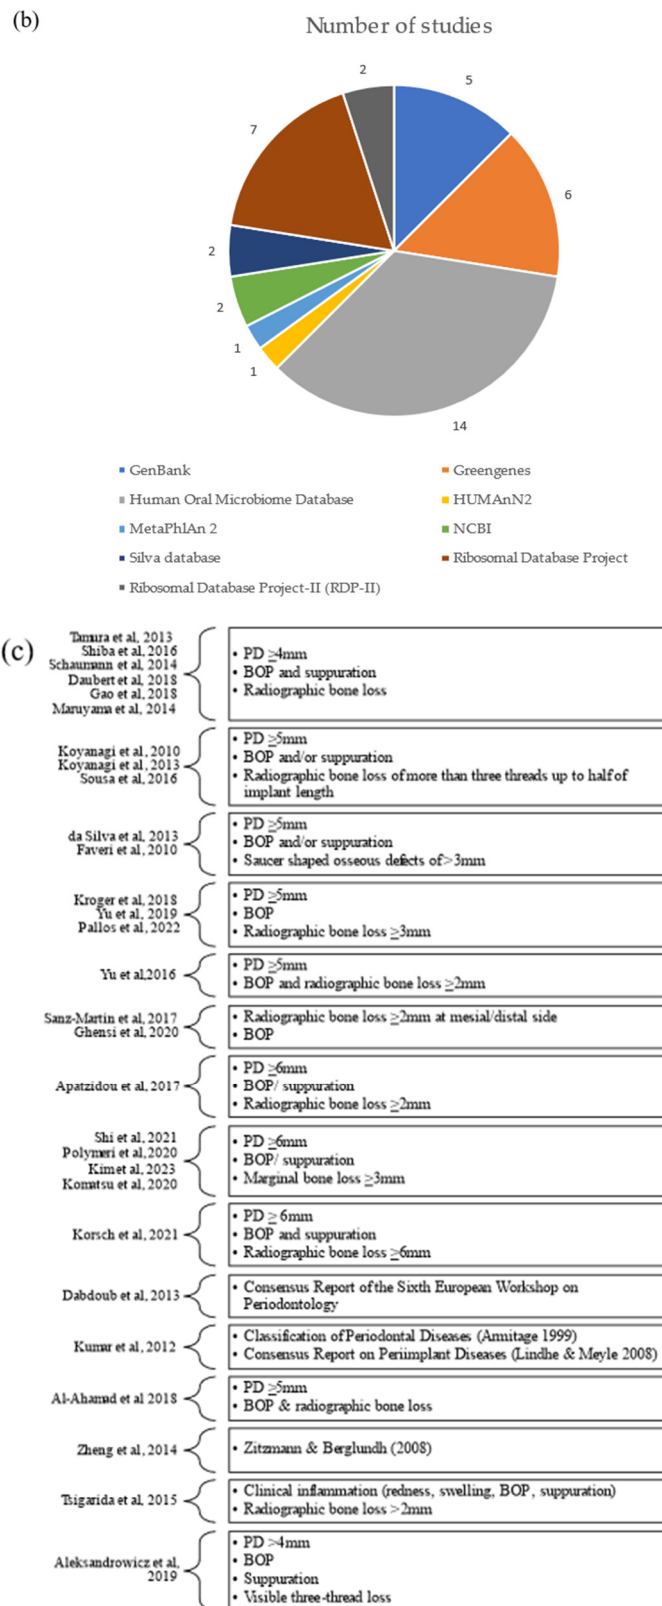 (b)
Number of studies
2
5
7
6
2
2
1
1
14
GenBank
Greengenes
Human Oral Microbiome Database
HUMAnN2
MetaPhlAn 2
NCBI
Silva database
Ribosomal Database Project
Ribosomal Database Project-II (RDP-II)
(c)
Tamura et al, 2013
Shiba et al, 2016
Schaumann et al, 2014
Daubert et al, 2018
Gao et al, 2018
Maruyama et al, 2014
• PD ≥4mm
• BOP and suppuration
• Radiographic bone loss
Koyanagi et al, 2010
Koyanagi et al, 2013
Sousa et al, 2016
• PD ≥5mm
• BOP and/or suppuration
• Radiographic bone loss of more than three threads up to half of
implant length
da Silva et al, 2013
Faveri et al, 2010
• PD ≥5mm
• BOP and/or suppuration
• Saucer shaped osseous defects of >3mm
Kroger et al, 2018
Yu et al, 2019
Pallos et al, 2022
• PD ≥5mm
• BOP
• Radiographic bone loss ≥3mm
Yu et al,2016
• PD ≥5mm
• BOP and radiographic bone loss ≥2mm
Sanz-Martin et al, 2017
Ghensi et al, 2020
• Radiographic bone loss ≥2mm at mesial/distal side
• BOP
Apatzidou et al, 2017
• PD ≥6mm
• BOP/ suppuration
• Radiographic bone loss ≥2mm
Shi et al, 2021
Polymeri et al, 2020
Kim et al, 2023
Komatsu et al, 2020
• PD ≥6mm
• BOP/ suppuration
• Marginal bone loss ≥3mm
Korsch et al, 2021
• PD ≥ 6mm
• BOP and suppuration
• Radiographic bone loss ≥6mm
Dabdoub et al, 2013
• Consensus Report of the Sixth European Workshop on
Periodontology
Kumar et al, 2012
• Classification of Periodontal Diseases (Armitage 1999)
• Consensus Report on Periimplant Diseases (Lindhe & Meyle 2008)
Al-Ahamad et al 2018
• PD ≥5mm
• BOP & radiographic bone loss
Zheng et al, 2014
• Zitzmann & Berglundh (2008)
Tsigarida et al, 2015
• Clinical inflammation (redness, swelling, BOP, suppuration)
• Radiographic bone loss >2mm
Aleksandrowicz et al,
2019
• PD >4mm
• BOP
• Suppuration
• Visible three-thread loss